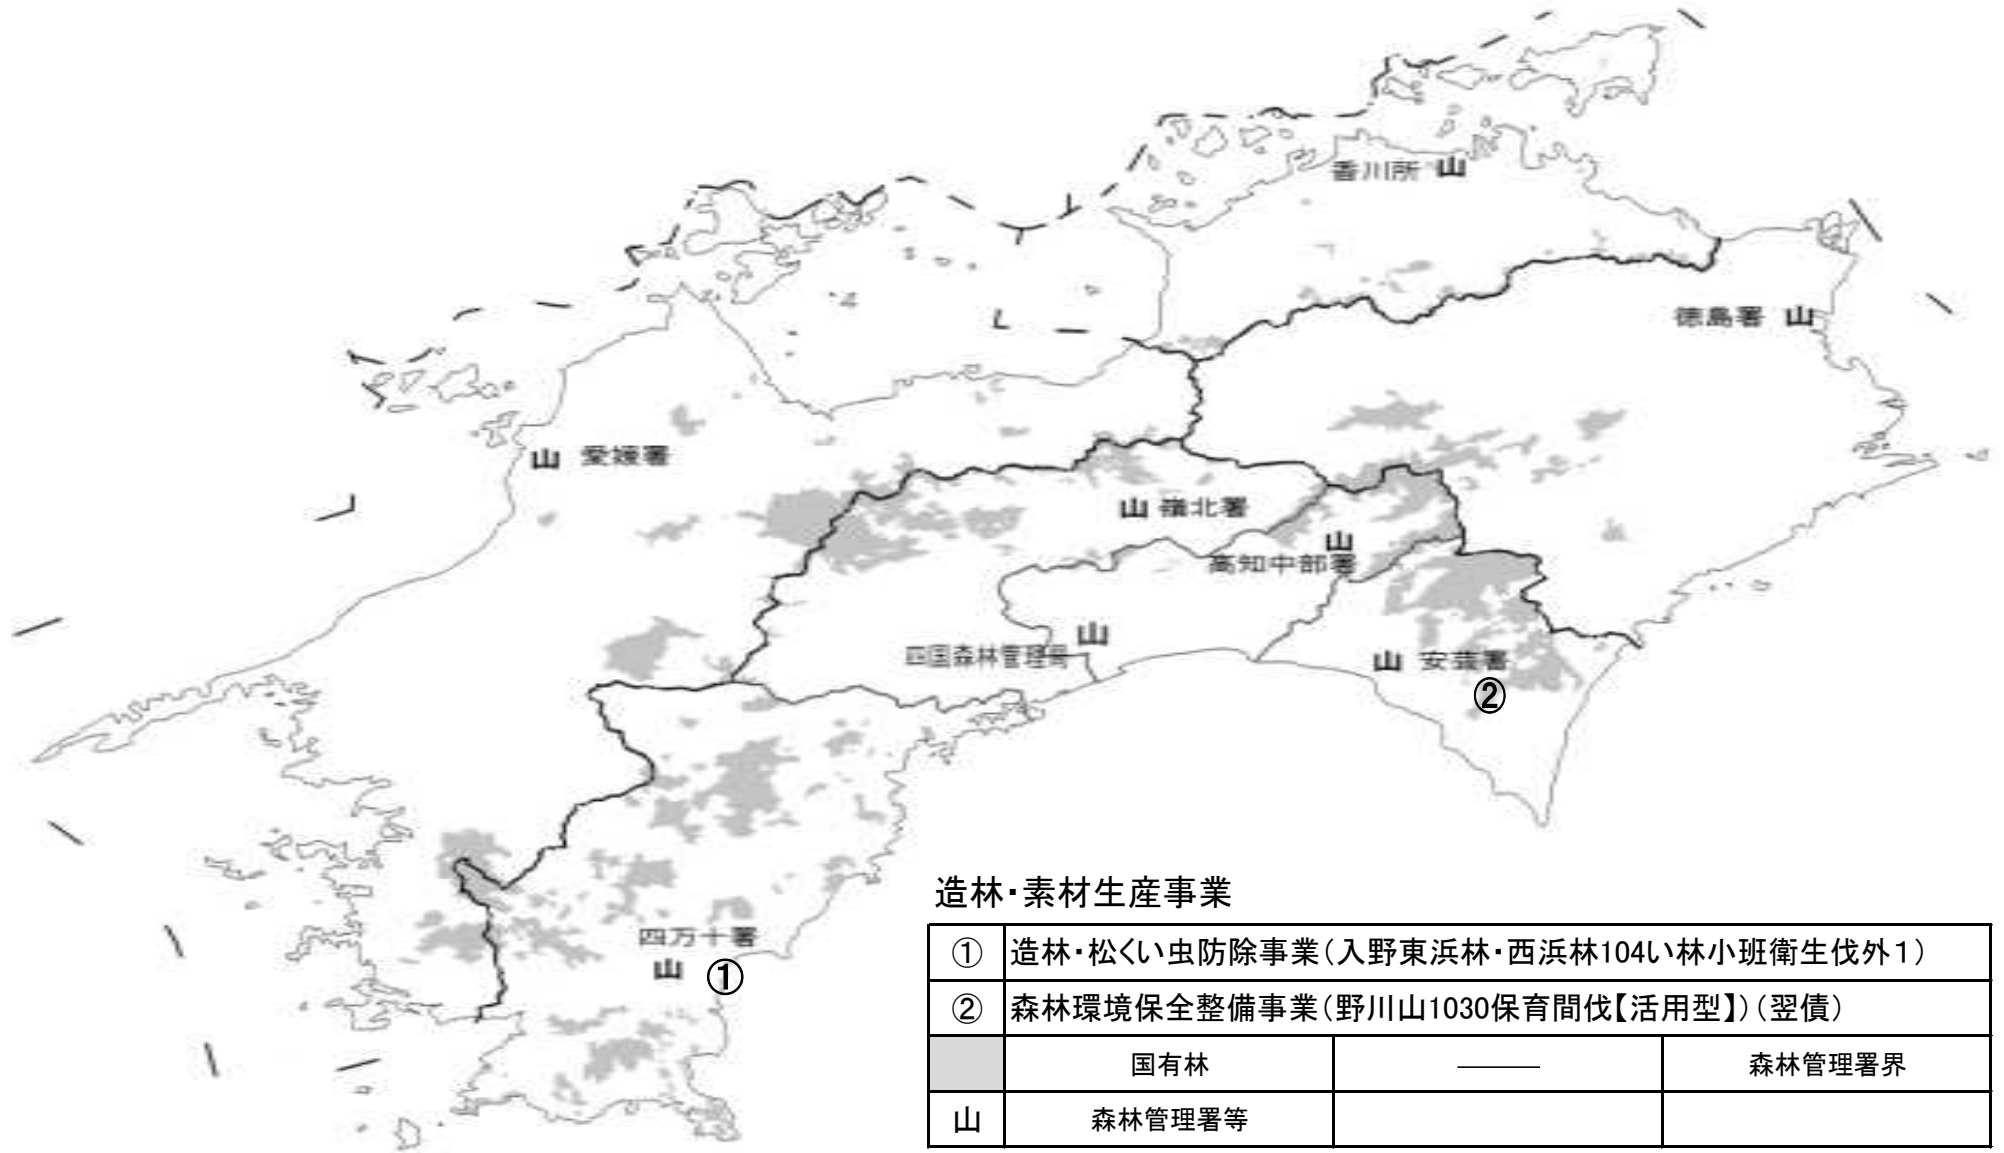 香川所 山
徳島署 山
山 愛媛署
山 嶺北署
山
高知中部署
山
四国森林管理局
山 安芸署
②
四万十署
山 ①
造林・素材生産事業
① 造林・松くい虫防除事業（入野東浜林・西浜林104い林小班衛生伐外１）
② 森林環境保全整備事業（野川山1030保育間伐【活用型】）（翌債）
国有林 ――― 森林管理署界
山 森林管理署等